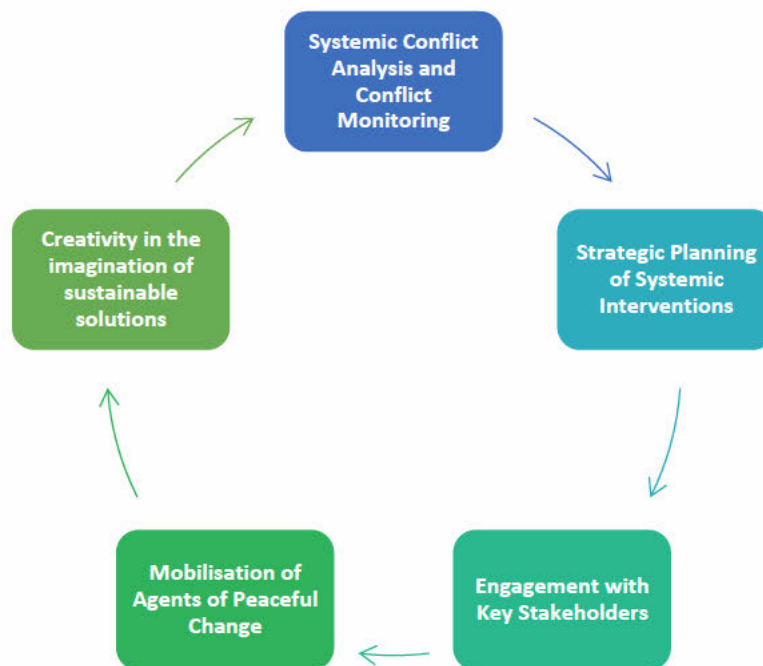 Systemic Conflict
Analysis and
Conflict
Monitoring
Strategic Planning
of Systemic
Interventions
Engagement with
Key Stakeholders
Mobilisation of
Agents of Peaceful
Change
Creativity in the
imagination of
sustainable
solutions